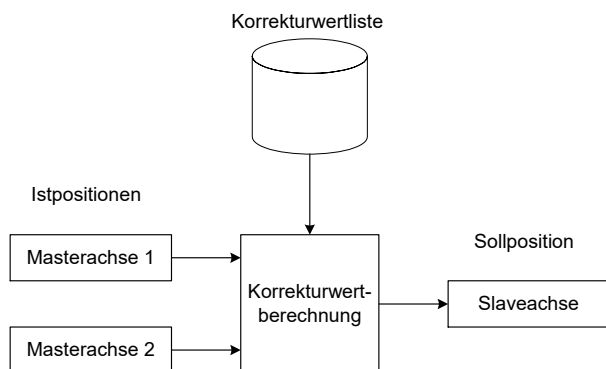 Korrekturwertliste
Istpositionen
Masterachse 1
Masterachse 2
Korrekturwert-
berechnung
Sollposition
Slaveachse